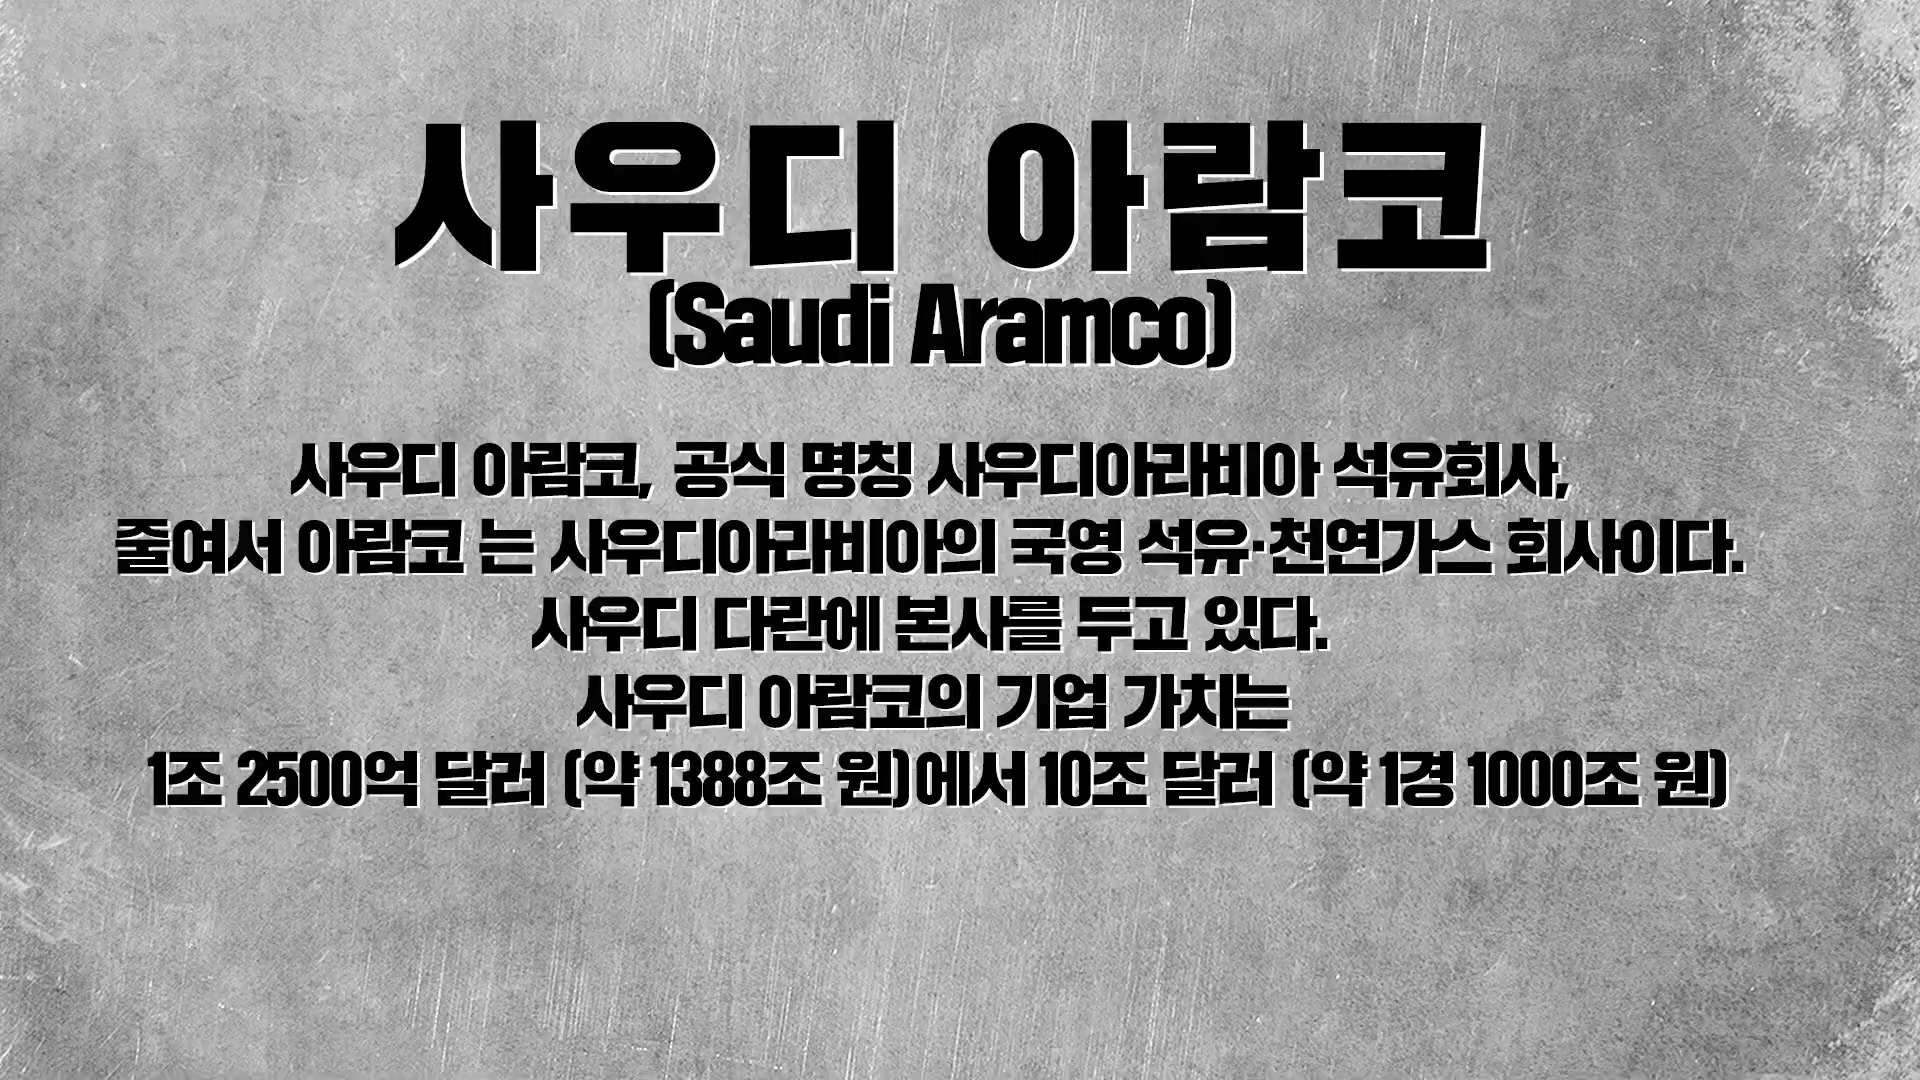 사우디 아람코
(Saudi Aramco)
사우디 아람코, 공식 명칭 사우디아라비아 석유회사,
줄여서 아람코 는 사우디아라비아의 국영 석유·천연가스 회사이다.
사우디 다란에 본사를 두고 있다.
사우디 아람코의 기업 가치는
1조 2500억 달러 (약 1388조 원)에서 10조 달러 (약 1경 1000조 원)